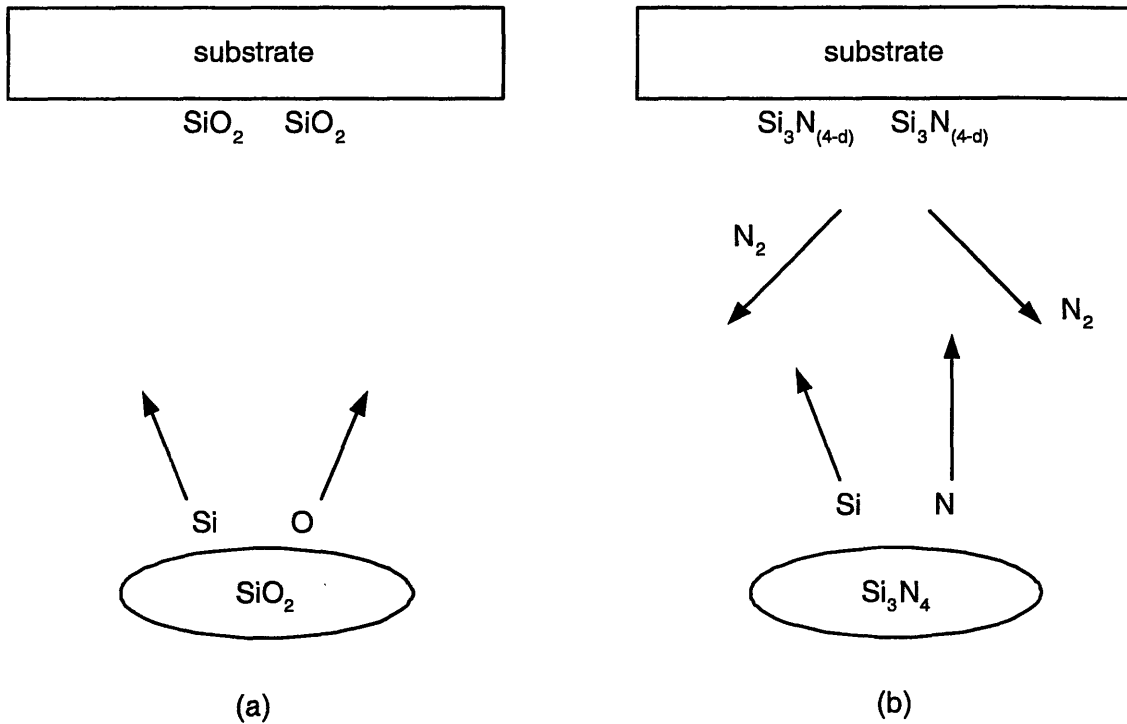 substrate
SiO₂ SiO₂
Si O
SiO₂
(a)
substrate
Si₃N₍₄₋d₎ Si₃N₍₄₋d₎
N₂
N₂
Si N
Si₃N₄
(b)